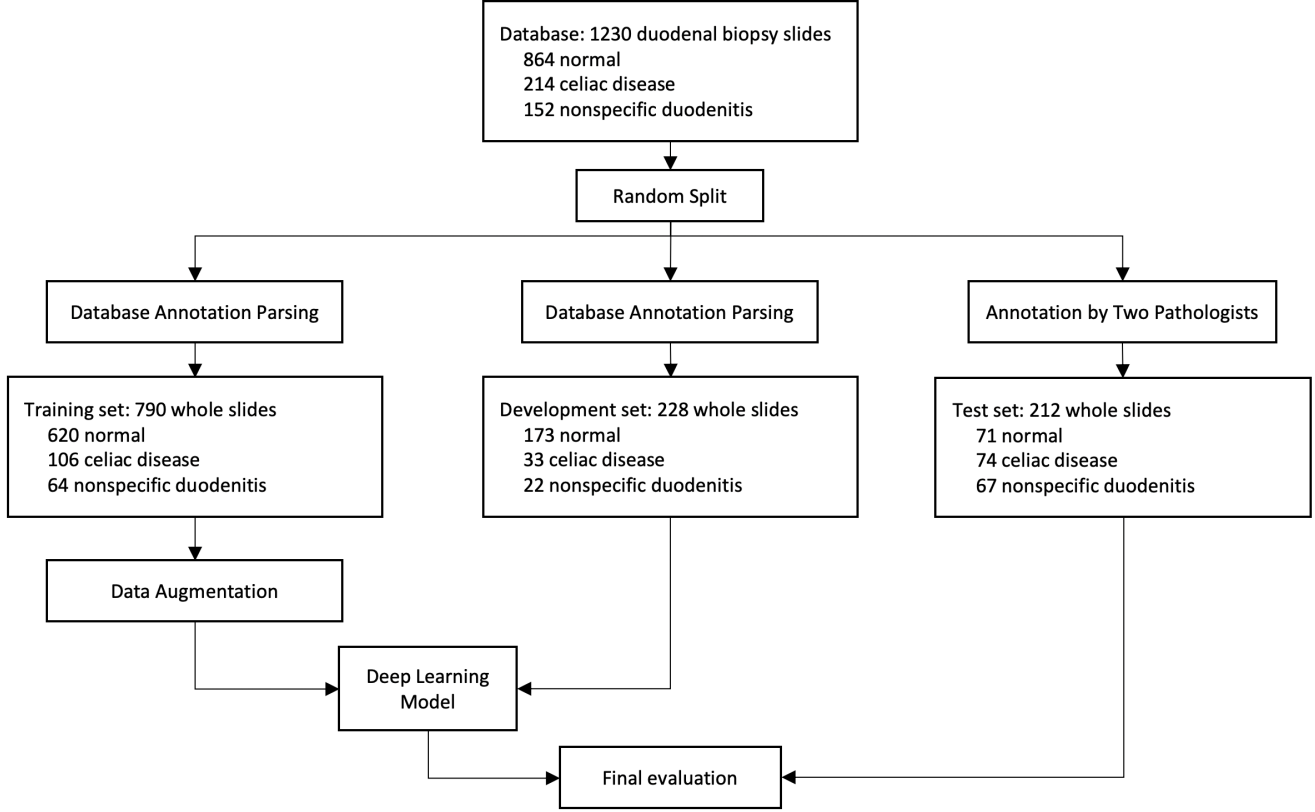 Database: 1230 duodenal biopsy slides
864 normal
214 celiac disease
152 nonspecific duodenitis
Random Split
Database Annotation Parsing
Database Annotation Parsing
Annotation by Two Pathologists
Training set: 790 whole slides
620 normal
106 celiac disease
64 nonspecific duodenitis
Development set: 228 whole slides
173 normal
33 celiac disease
22 nonspecific duodenitis
Test set: 212 whole slides
71 normal
74 celiac disease
67 nonspecific duodenitis
Data Augmentation
Deep Learning
Model
Final evaluation